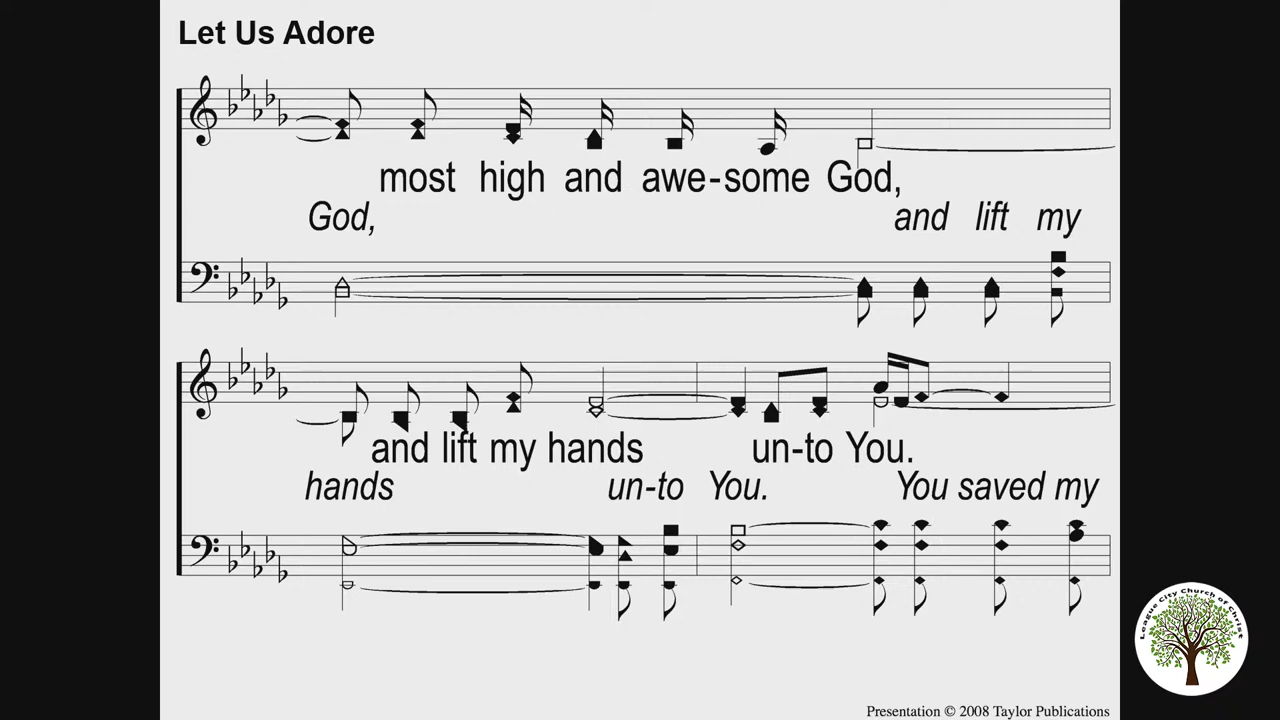 Let Us Adore
most high and awe-some God,
God, and lift my
and lift my hands un-to You.
hands un-to You. You saved my
League City Church of Christ
Presentation © 2008 Taylor Publications